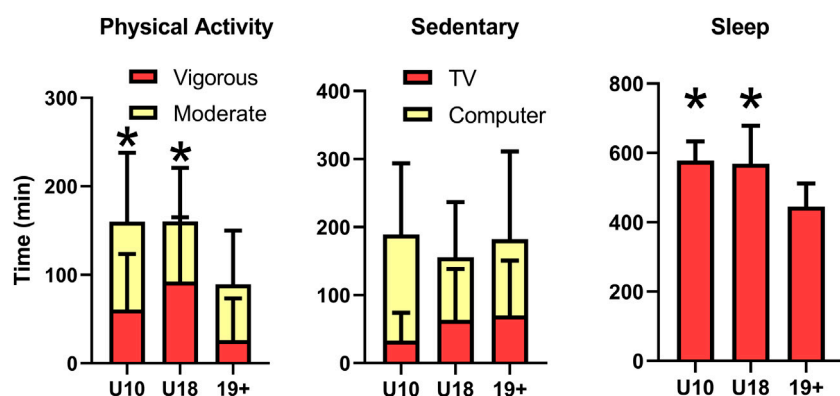 Physical Activity
Vigorous
Moderate
Time (min)
300
200
100
0
* *
U10 U18 19+
Sedentary
TV
Computer
400
300
200
100
0
U10 U18 19+
Sleep
800
600
400
200
0
* *
U10 U18 19+